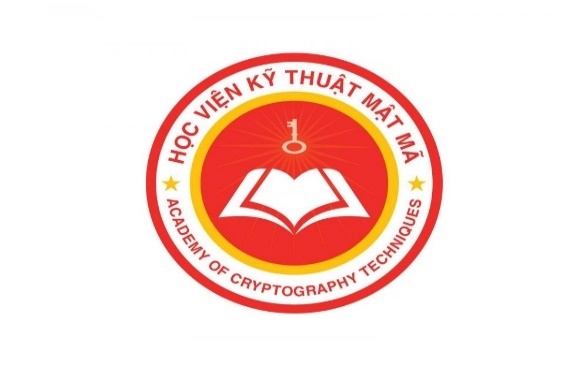 HỌC VIỆN KỸ THUẬT MẬT MÃ
ACADEMY OF CRYPTOGRAPHY TECHNIQUES